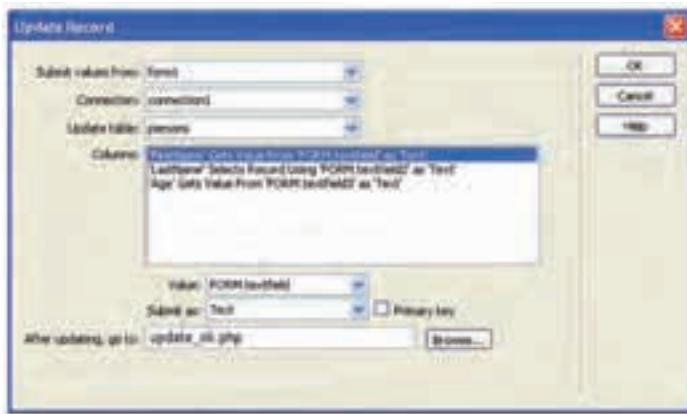 Update Record
Submit values from: form1
OK
Connection: connection1
Cancel
Update table: persons
Help
Columns:
'FirstName' Gets Value From 'FORM.textfield' as 'Text'
'LastName' Selects Record Using 'FORM.textfield2' as 'Text'
'Age' Gets Value From 'FORM.textfield3' as 'Text'
Value: FORM.textfield
Submit as: Text Primary key
After updating, go to: update_ok.php Browse...